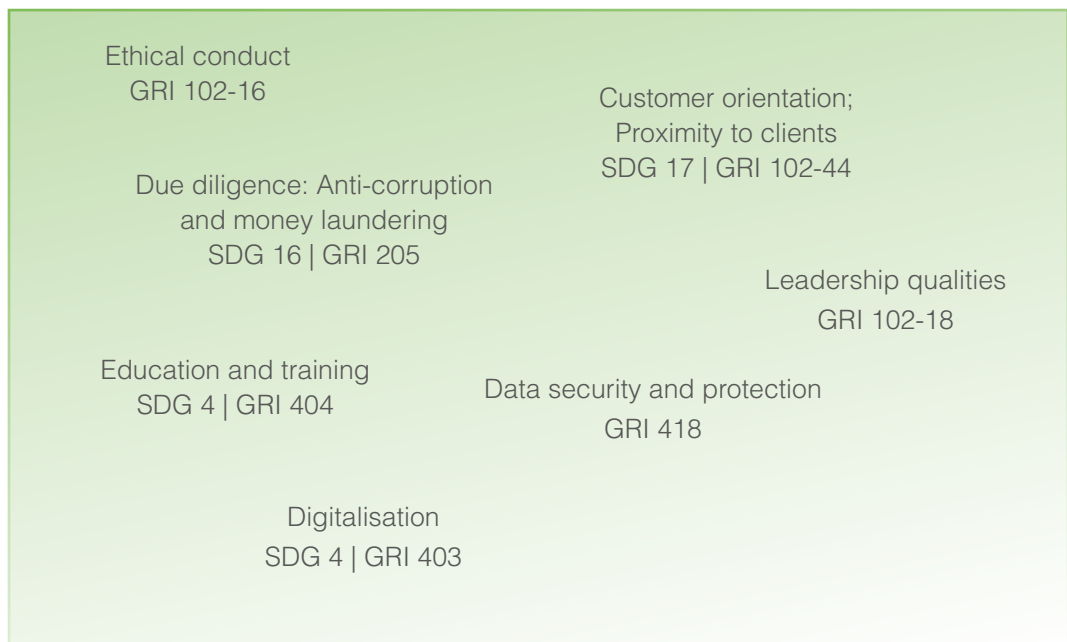 Ethical conduct
GRI 102-16
Customer orientation;
Proximity to clients
SDG 17 | GRI 102-44
Due diligence: Anti-corruption
and money laundering
SDG 16 | GRI 205
Leadership qualities
GRI 102-18
Education and training
SDG 4 | GRI 404
Data security and protection
GRI 418
Digitalisation
SDG 4 | GRI 403